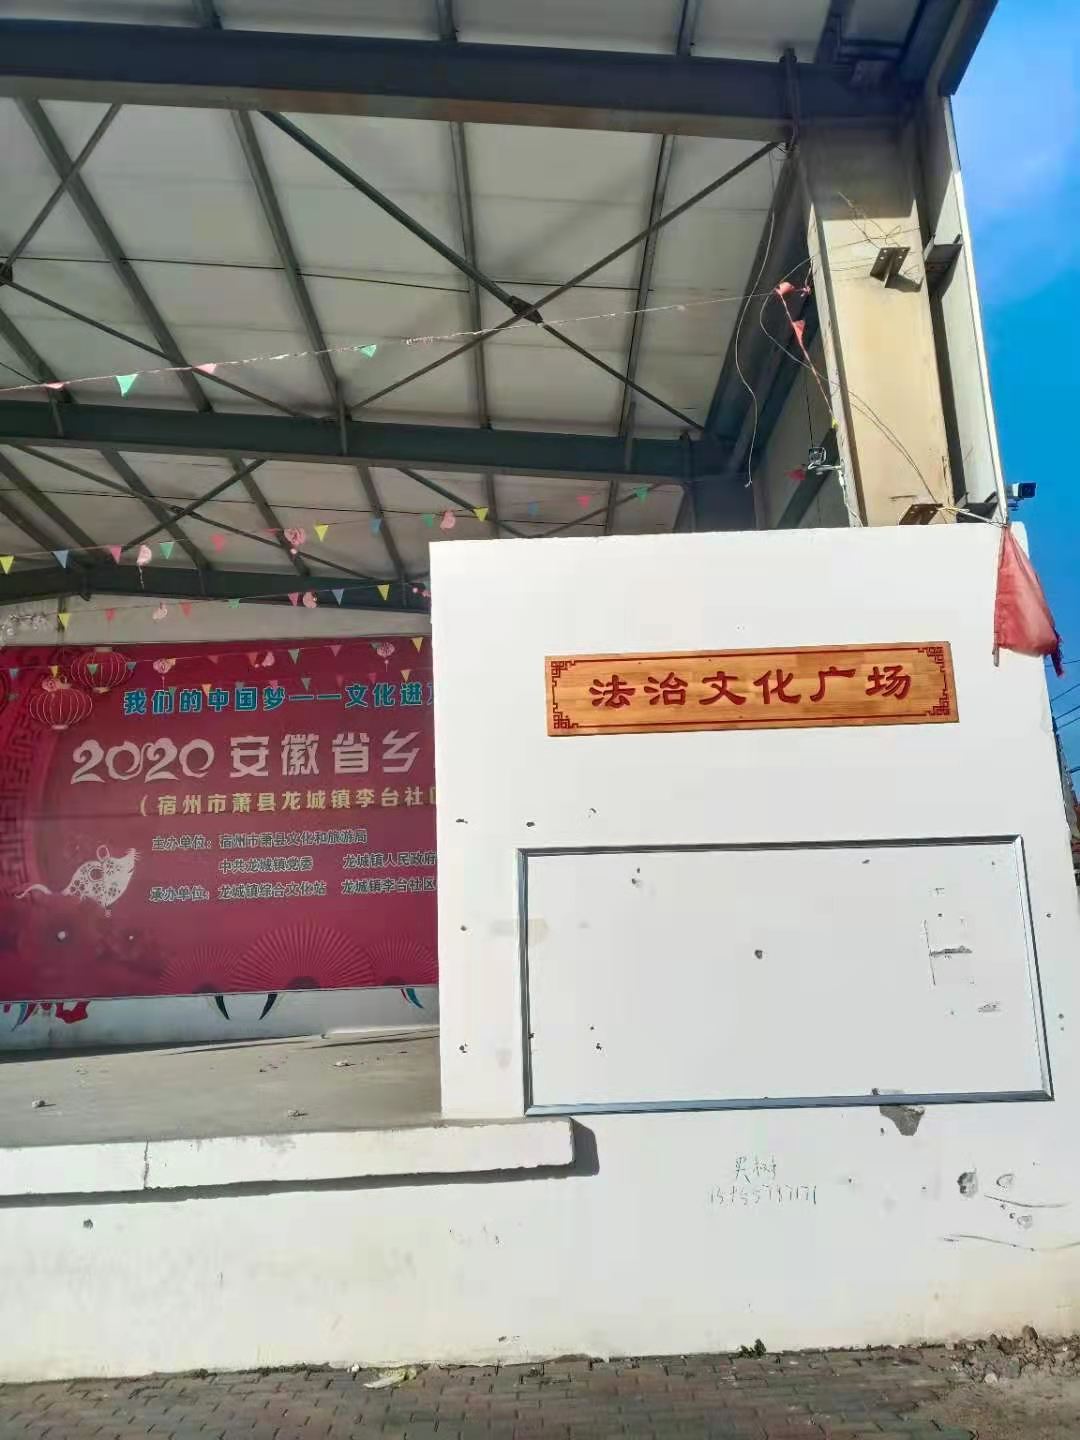 我们的中国梦——文化进
2020安徽省乡
（宿州市萧县龙城镇李台社区
主办单位：宿州市萧县文化和旅游局
中共龙城镇党委 龙城镇人民政府
承办单位：龙城镇综合文化站 龙城镇李台社区
法治文化广场
买树